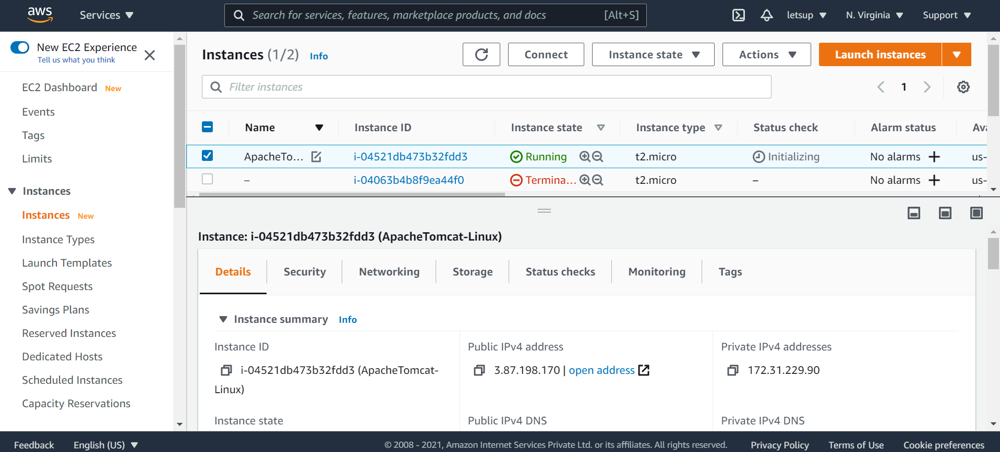 aws
Services
Search for services, features, marketplace products, and docs [Alt+S]
letsup
N. Virginia
Support
New EC2 Experience
Tell us what you think
EC2 Dashboard New
Events
Tags
Limits
Instances
Instances New
Instance Types
Launch Templates
Spot Requests
Savings Plans
Reserved Instances
Dedicated Hosts
Scheduled Instances
Capacity Reservations
Instances (1/2) Info
Connect
Instance state
Actions
Launch instances
Filter instances
1
Name Instance ID Instance state Instance type Status check Alarm status Ava
ApacheTo... i-04521db473b32fdd3 Running t2.micro Initializing No alarms + us-
– i-04063b4b8f9ea44f0 Termina... t2.micro – No alarms + us-
Instance: i-04521db473b32fdd3 (ApacheTomcat-Linux)
Details Security Networking Storage Status checks Monitoring Tags
Instance summary Info
Instance ID
i-04521db473b32fdd3 (ApacheTomcat-
Linux)
Public IPv4 address
3.87.198.170 | open address
Private IPv4 addresses
172.31.229.90
Instance state
Public IPv4 DNS
Private IPv4 DNS
Feedback English (US) © 2008 - 2021, Amazon Internet Services Private Ltd. or its affiliates. All rights reserved. Privacy Policy Terms of Use Cookie preferences